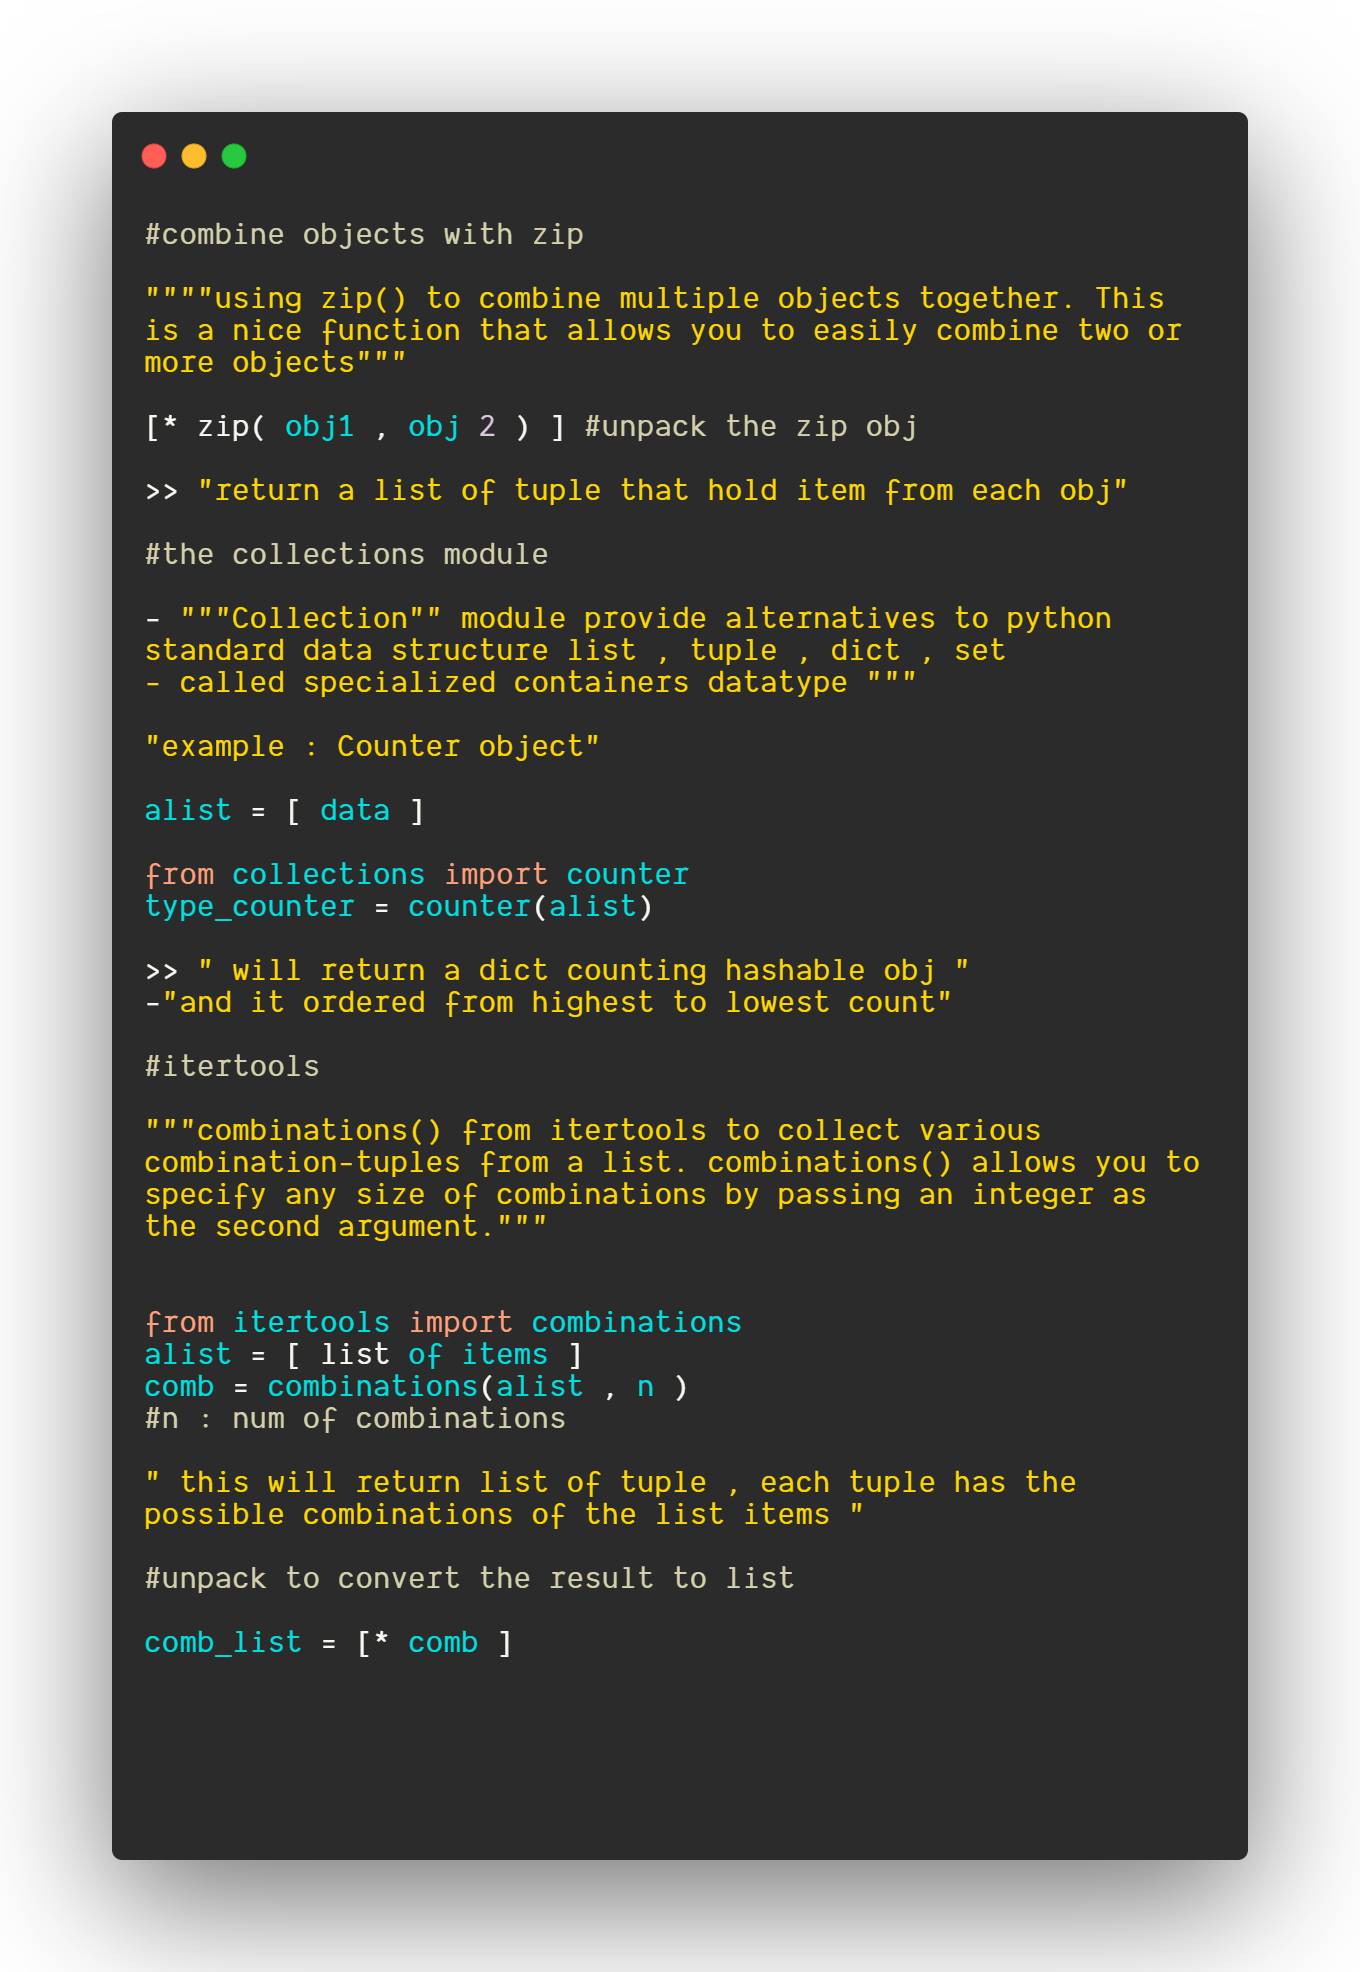 #combine objects with zip
""""using zip() to combine multiple objects together. This
is a nice function that allows you to easily combine two or
more objects"""
[* zip( obj1 , obj 2 ) ] #unpack the zip obj
>> "return a list of tuple that hold item from each obj"
#the collections module
- """Collection"" module provide alternatives to python
standard data structure list , tuple , dict , set
- called specialized containers datatype """
"example : Counter object"
alist = [ data ]
from collections import counter
type_counter = counter(alist)
>> " will return a dict counting hashable obj "
-"and it ordered from highest to lowest count"
#itertools
"""combinations() from itertools to collect various
combination-tuples from a list. combinations() allows you to
specify any size of combinations by passing an integer as
the second argument."""
from itertools import combinations
alist = [ list of items ]
comb = combinations(alist , n )
#n : num of combinations
" this will return list of tuple , each tuple has the
possible combinations of the list items "
#unpack to convert the result to list
comb_list = [* comb ]